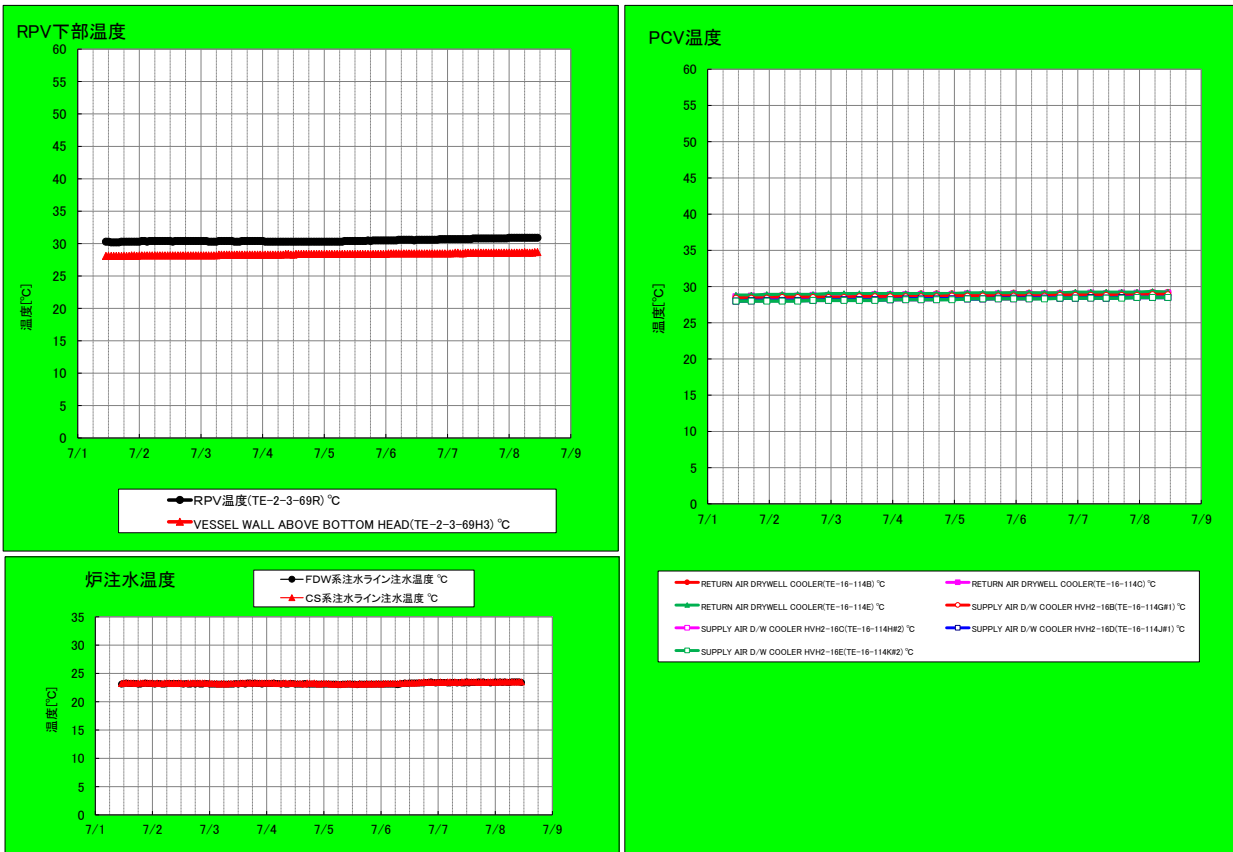 RPV下部温度
60
55
50
45
40
35
30
25
20
15
10
5
0
温度[℃]
7/1 7/2 7/3 7/4 7/5 7/6 7/7 7/8 7/9
RPV温度(TE-2-3-69R) ℃
VESSEL WALL ABOVE BOTTOM HEAD(TE-2-3-69H3) ℃
炉注水温度
FDW系注水ライン注水温度 ℃
CS系注水ライン注水温度 ℃
35
30
25
20
15
10
5
0
温度[℃]
7/1 7/2 7/3 7/4 7/5 7/6 7/7 7/8 7/9
PCV温度
60
55
50
45
40
35
30
25
20
15
10
5
0
温度[℃]
7/1 7/2 7/3 7/4 7/5 7/6 7/7 7/8 7/9
RETURN AIR DRYWELL COOLER(TE-16-114B) ℃
RETURN AIR DRYWELL COOLER(TE-16-114C) ℃
RETURN AIR DRYWELL COOLER(TE-16-114E) ℃
SUPPLY AIR D/W COOLER HVH2-16B(TE-16-114G#1) ℃
SUPPLY AIR D/W COOLER HVH2-16C(TE-16-114H#2) ℃
SUPPLY AIR D/W COOLER HVH2-16D(TE-16-114J#1) ℃
SUPPLY AIR D/W COOLER HVH2-16E(TE-16-114K#2) ℃